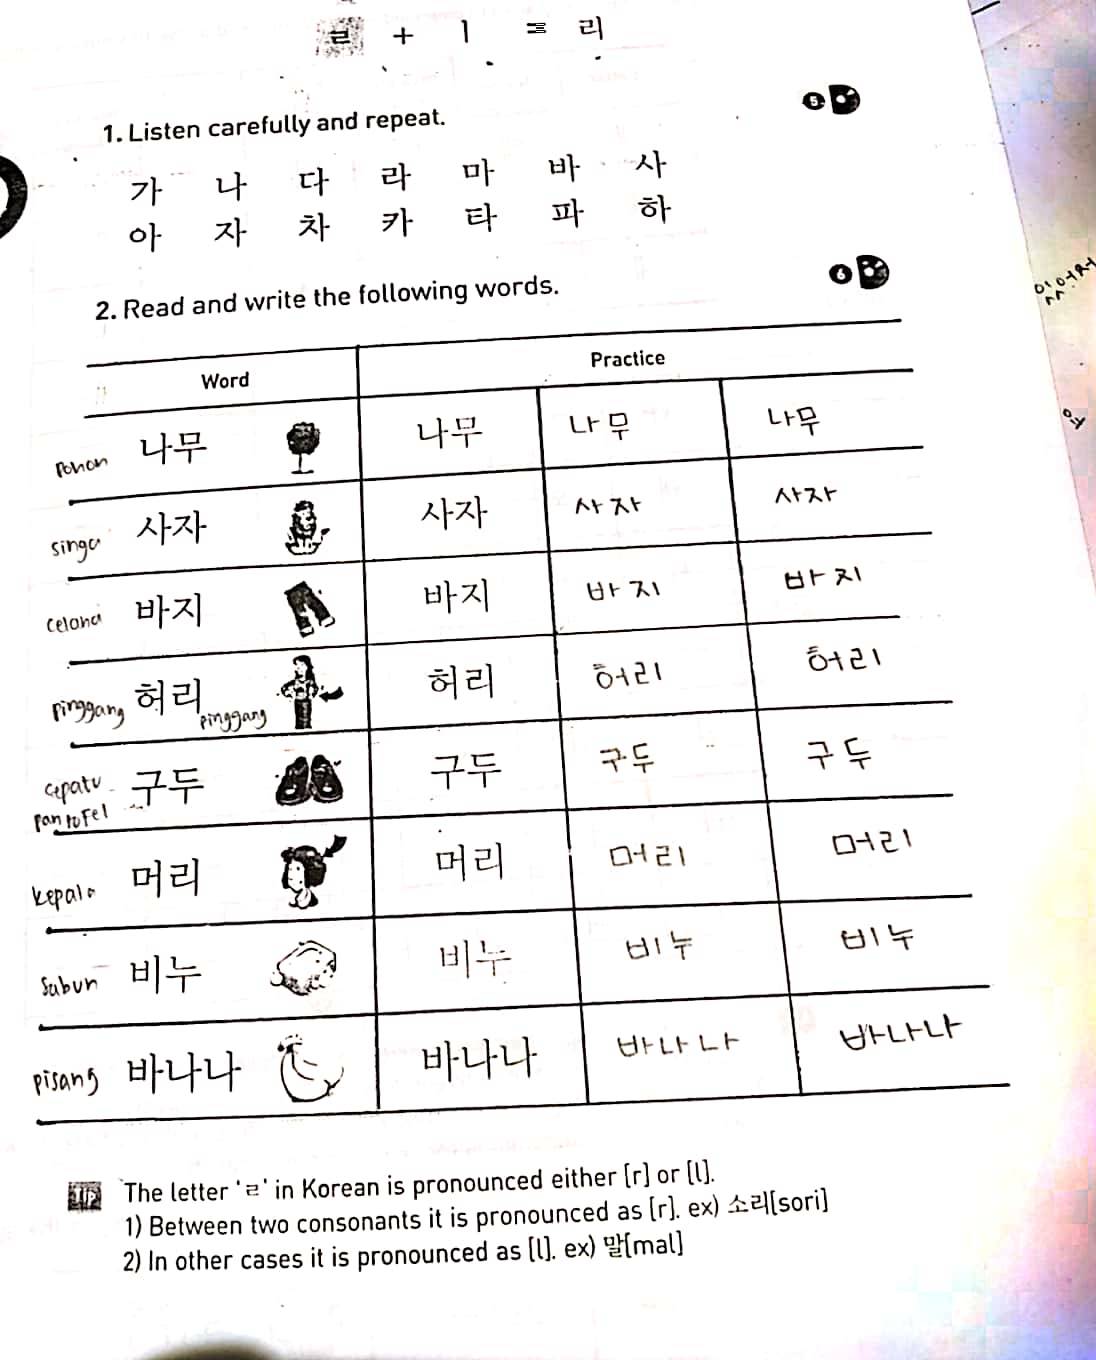 ㄹ + ㅣ = 리
1. Listen carefully and repeat. 5
가 나 다 라 마 바 사
아 자 차 카 타 파 하
2. Read and write the following words. 6
Word Practice
pohon 나무 나무 나무 나무
singa 사자 사자 사자 사자
celana 바지 바지 바지 바지
pinggang 허리 pinggang 허리 허리 허리
sepatu pantofel 구두 구두 구두 구두
kepala 머리 머리 머리 머리
sabun 비누 비누 비누 비누
pisang 바나나 바나나 바나나 바나나
Tip The letter 'ㄹ' in Korean is pronounced either [r] or [l].
1) Between two consonants it is pronounced as [r]. ex) 소리[sori]
2) In other cases it is pronounced as [l]. ex) 말[mal]